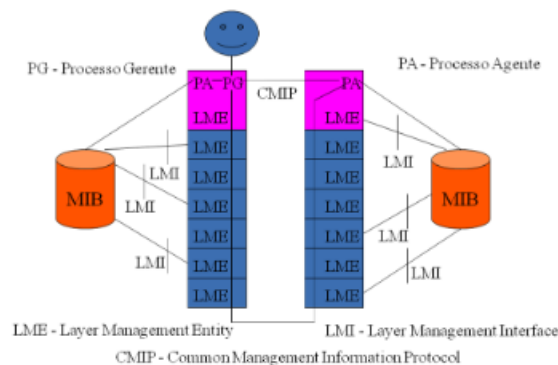 PG - Processo Gerente
PA - Processo Agente
PA PG
CMIP
PA
LME
LME
LME
LME
LME
LME
LME
LME
LME
LME
LME
LME
LME
LME
LMI
LMI
LMI
LMI
LMI
LMI
MIB
MIB
LME - Layer Management Entity
LMI - Layer Management Interface
CMIP - Common Management Information Protocol